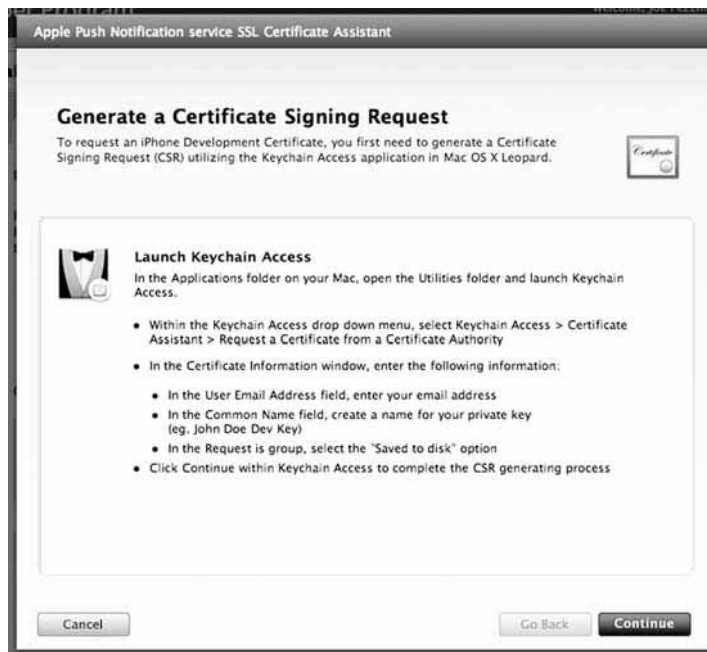 Apple Push Notification service SSL Certificate Assistant
Generate a Certificate Signing Request
To request an iPhone Development Certificate, you first need to generate a Certificate
Signing Request (CSR) utilizing the Keychain Access application in Mac OS X Leopard.
Certificate
Launch Keychain Access
In the Applications folder on your Mac, open the Utilities folder and launch Keychain
Access.
• Within the Keychain Access drop down menu, select Keychain Access > Certificate
Assistant > Request a Certificate from a Certificate Authority
• In the Certificate Information window, enter the following information:
• In the User Email Address field, enter your email address
• In the Common Name field, create a name for your private key
(eg. John Doe Dev Key)
• In the Request is group, select the "Saved to disk" option
• Click Continue within Keychain Access to complete the CSR generating process
Cancel
Go Back
Continue